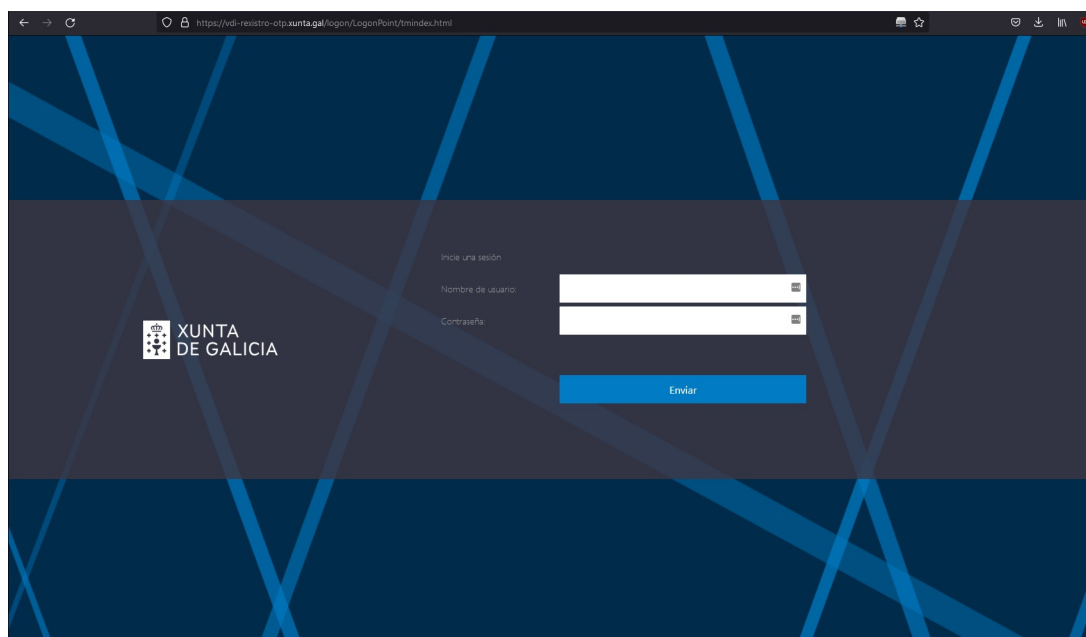 https://vdi-rexistro-otp.xunta.gal/logon/LogonPoint/tmindex.html
Inicie una sesión
Nombre de usuario:
Contraseña:
XUNTA
DE GALICIA
Enviar